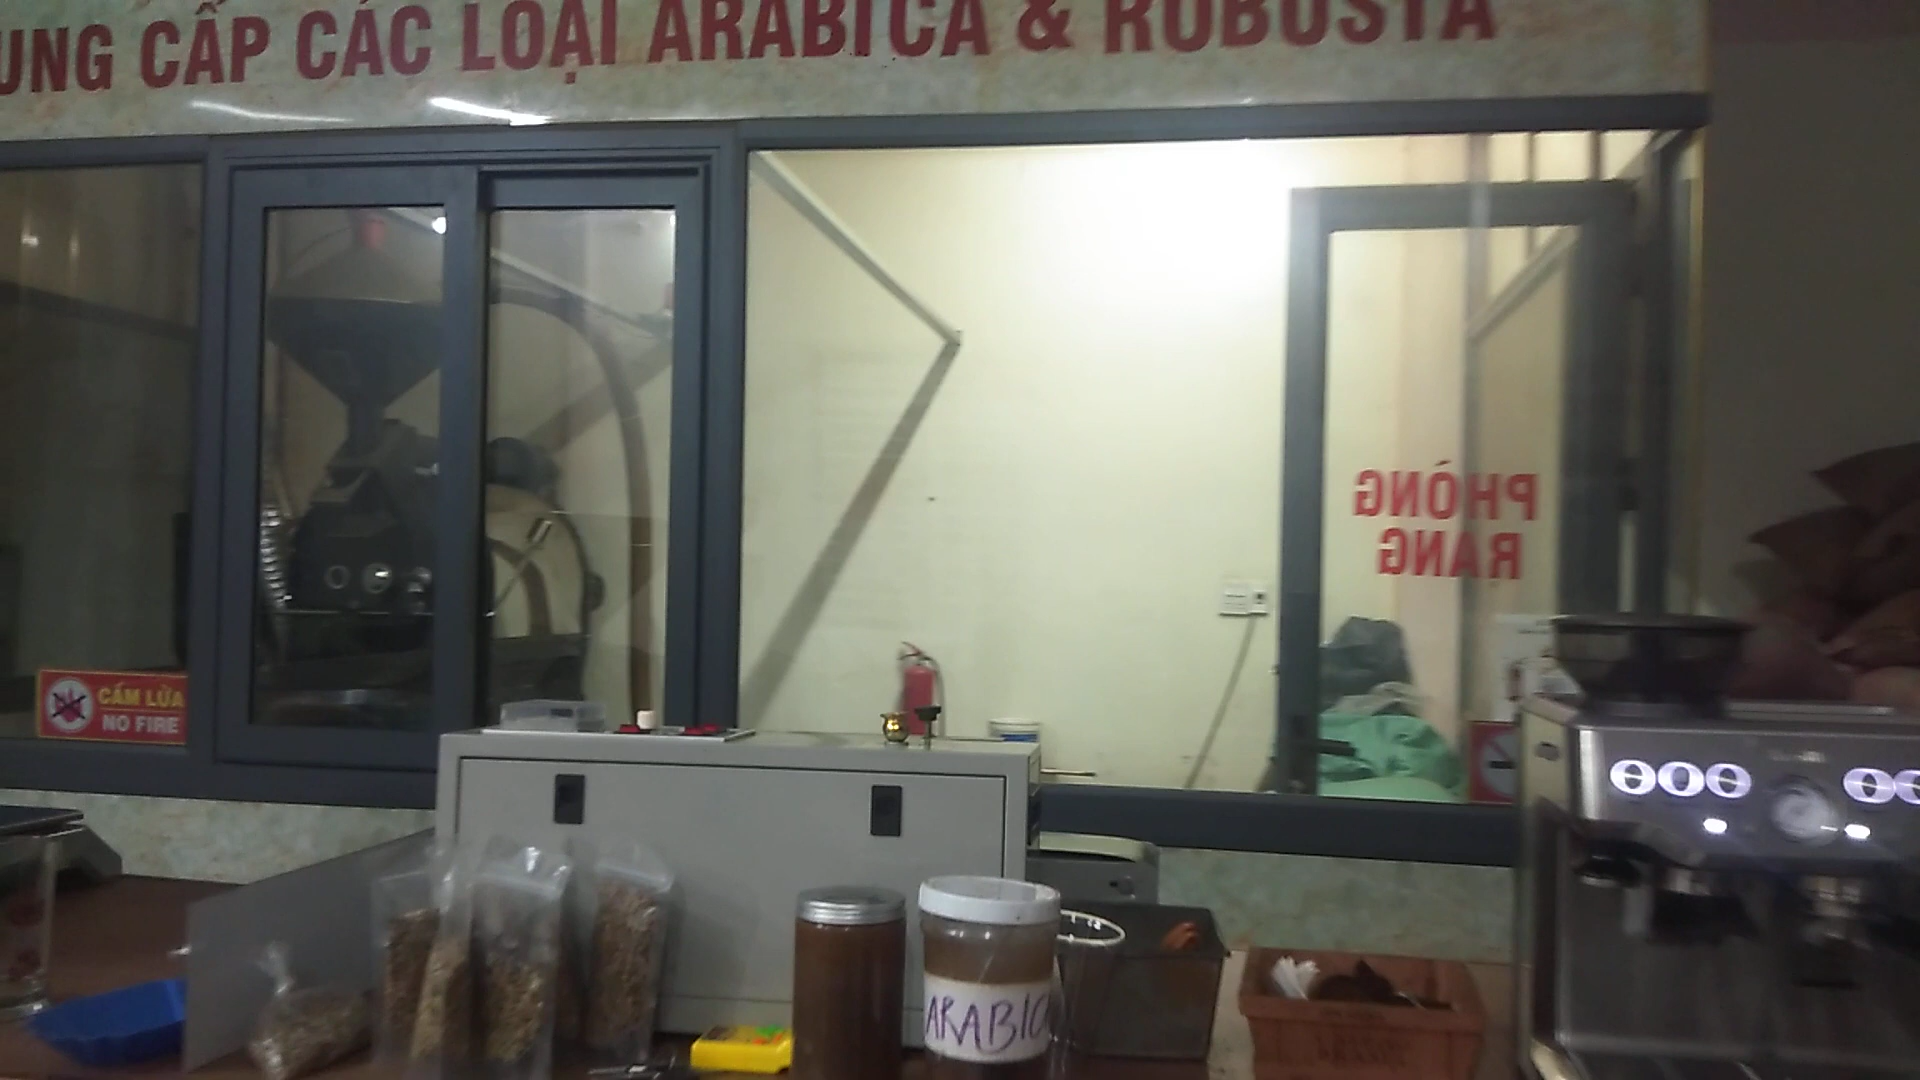 UNG CẤP CÁC LOẠI ARABICA & ROBUSTA
PHÒNG
RANG
CẤM LỬA
NO FIRE
ARABIC